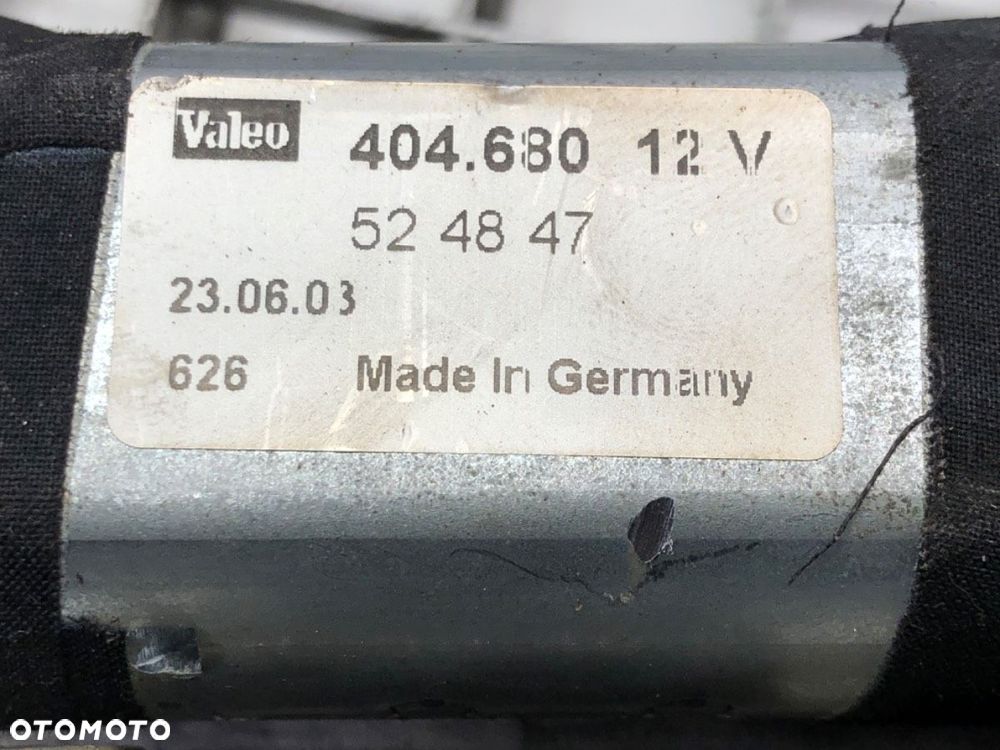 Valeo 404.680 12 V
52 48 47
23.06.03
626 Made In Germany
OTOMOTO